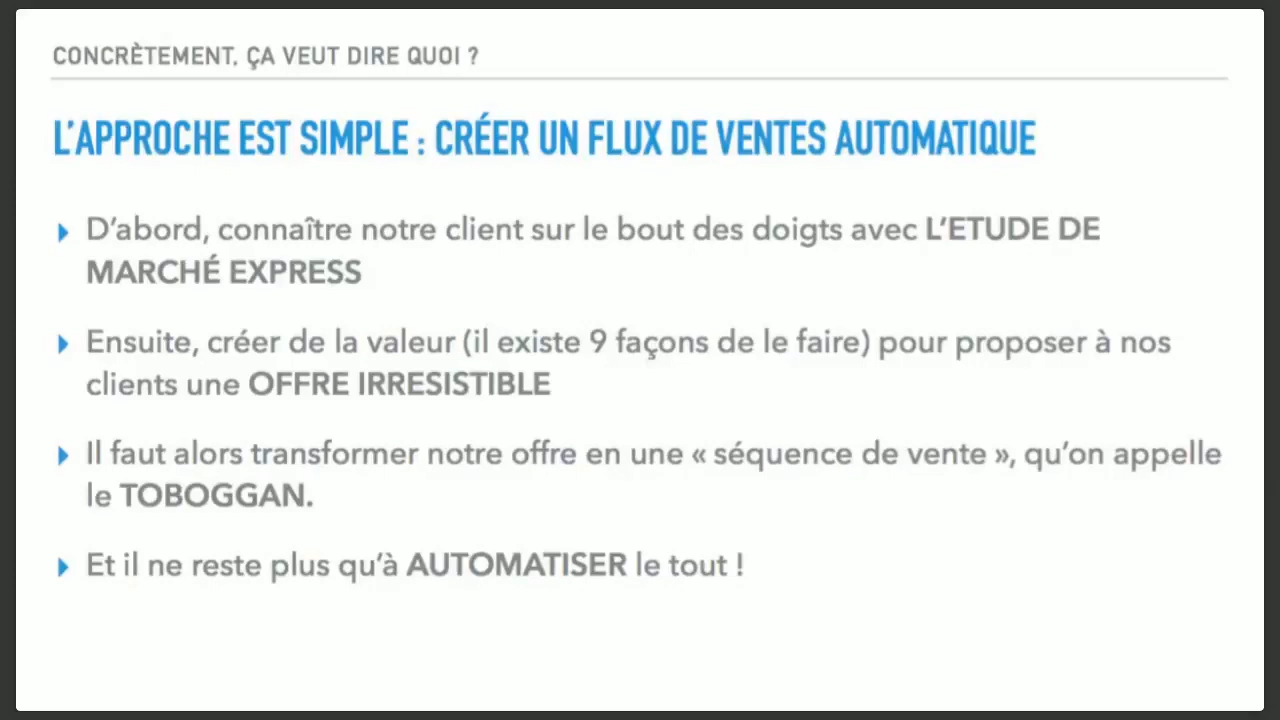 CONCRÈTEMENT, ÇA VEUT DIRE QUOI ?
L'APPROCHE EST SIMPLE : CRÉER UN FLUX DE VENTES AUTOMATIQUE
D'abord, connaître notre client sur le bout des doigts avec L'ETUDE DE
MARCHÉ EXPRESS
Ensuite, créer de la valeur (il existe 9 façons de le faire) pour proposer à nos
clients une OFFRE IRRESISTIBLE
Il faut alors transformer notre offre en une « séquence de vente », qu'on appelle
le TOBOGGAN.
Et il ne reste plus qu'à AUTOMATISER le tout !